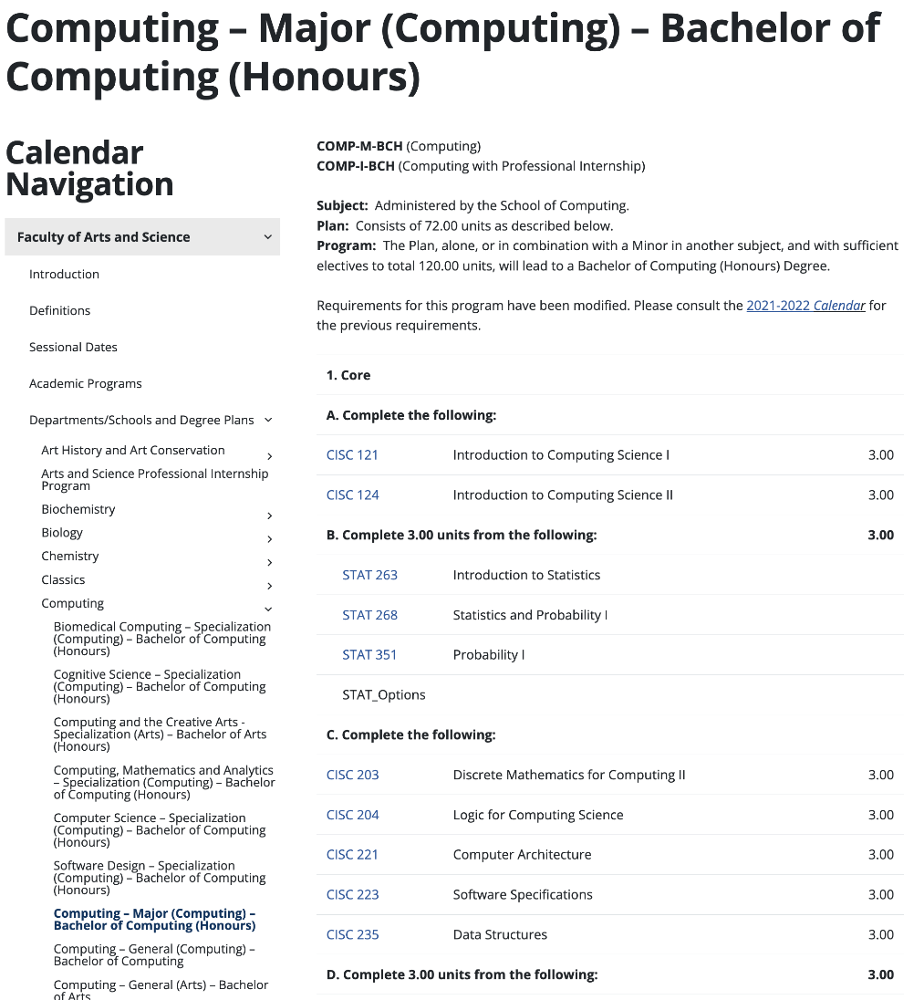 Computing – Major (Computing) – Bachelor of
Computing (Honours)
Calendar
Navigation
Faculty of Arts and Science
Introduction
Definitions
Sessional Dates
Academic Programs
Departments/Schools and Degree Plans
Art History and Art Conservation
Arts and Science Professional Internship
Program
Biochemistry
Biology
Chemistry
Classics
Computing
Biomedical Computing – Specialization
(Computing) – Bachelor of Computing
(Honours)
Cognitive Science – Specialization
(Computing) – Bachelor of Computing
(Honours)
Computing and the Creative Arts -
Specialization (Arts) – Bachelor of Arts
(Honours)
Computing, Mathematics and Analytics
– Specialization (Computing) – Bachelor
of Computing (Honours)
Computer Science – Specialization
(Computing) – Bachelor of Computing
(Honours)
Software Design – Specialization
(Computing) – Bachelor of Computing
(Honours)
Computing – Major (Computing) –
Bachelor of Computing (Honours)
Computing – General (Computing) –
Bachelor of Computing
Computing – General (Arts) – Bachelor
of Arts
COMP-M-BCH (Computing)
COMP-I-BCH (Computing with Professional Internship)
Subject: Administered by the School of Computing.
Plan: Consists of 72.00 units as described below.
Program: The Plan, alone, or in combination with a Minor in another subject, and with sufficient
electives to total 120.00 units, will lead to a Bachelor of Computing (Honours) Degree.
Requirements for this program have been modified. Please consult the 2021-2022 Calendar for
the previous requirements.
1. Core
A. Complete the following:
CISC 121 Introduction to Computing Science I 3.00
CISC 124 Introduction to Computing Science II 3.00
B. Complete 3.00 units from the following: 3.00
STAT 263 Introduction to Statistics
STAT 268 Statistics and Probability I
STAT 351 Probability I
STAT_Options
C. Complete the following:
CISC 203 Discrete Mathematics for Computing II 3.00
CISC 204 Logic for Computing Science 3.00
CISC 221 Computer Architecture 3.00
CISC 223 Software Specifications 3.00
CISC 235 Data Structures 3.00
D. Complete 3.00 units from the following: 3.00